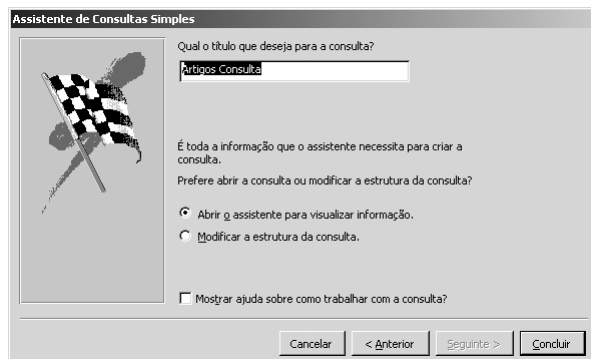 Assistente de Consultas Simples
Qual o título que deseja para a consulta?
Artigos Consulta
É toda a informação que o assistente necessita para criar a
consulta.
Prefere abrir a consulta ou modificar a estrutura da consulta?
Abrir o assistente para visualizar informação.
Modificar a estrutura da consulta.
Mostrar ajuda sobre como trabalhar com a consulta?
Cancelar
< Anterior
Seguinte >
Concluir